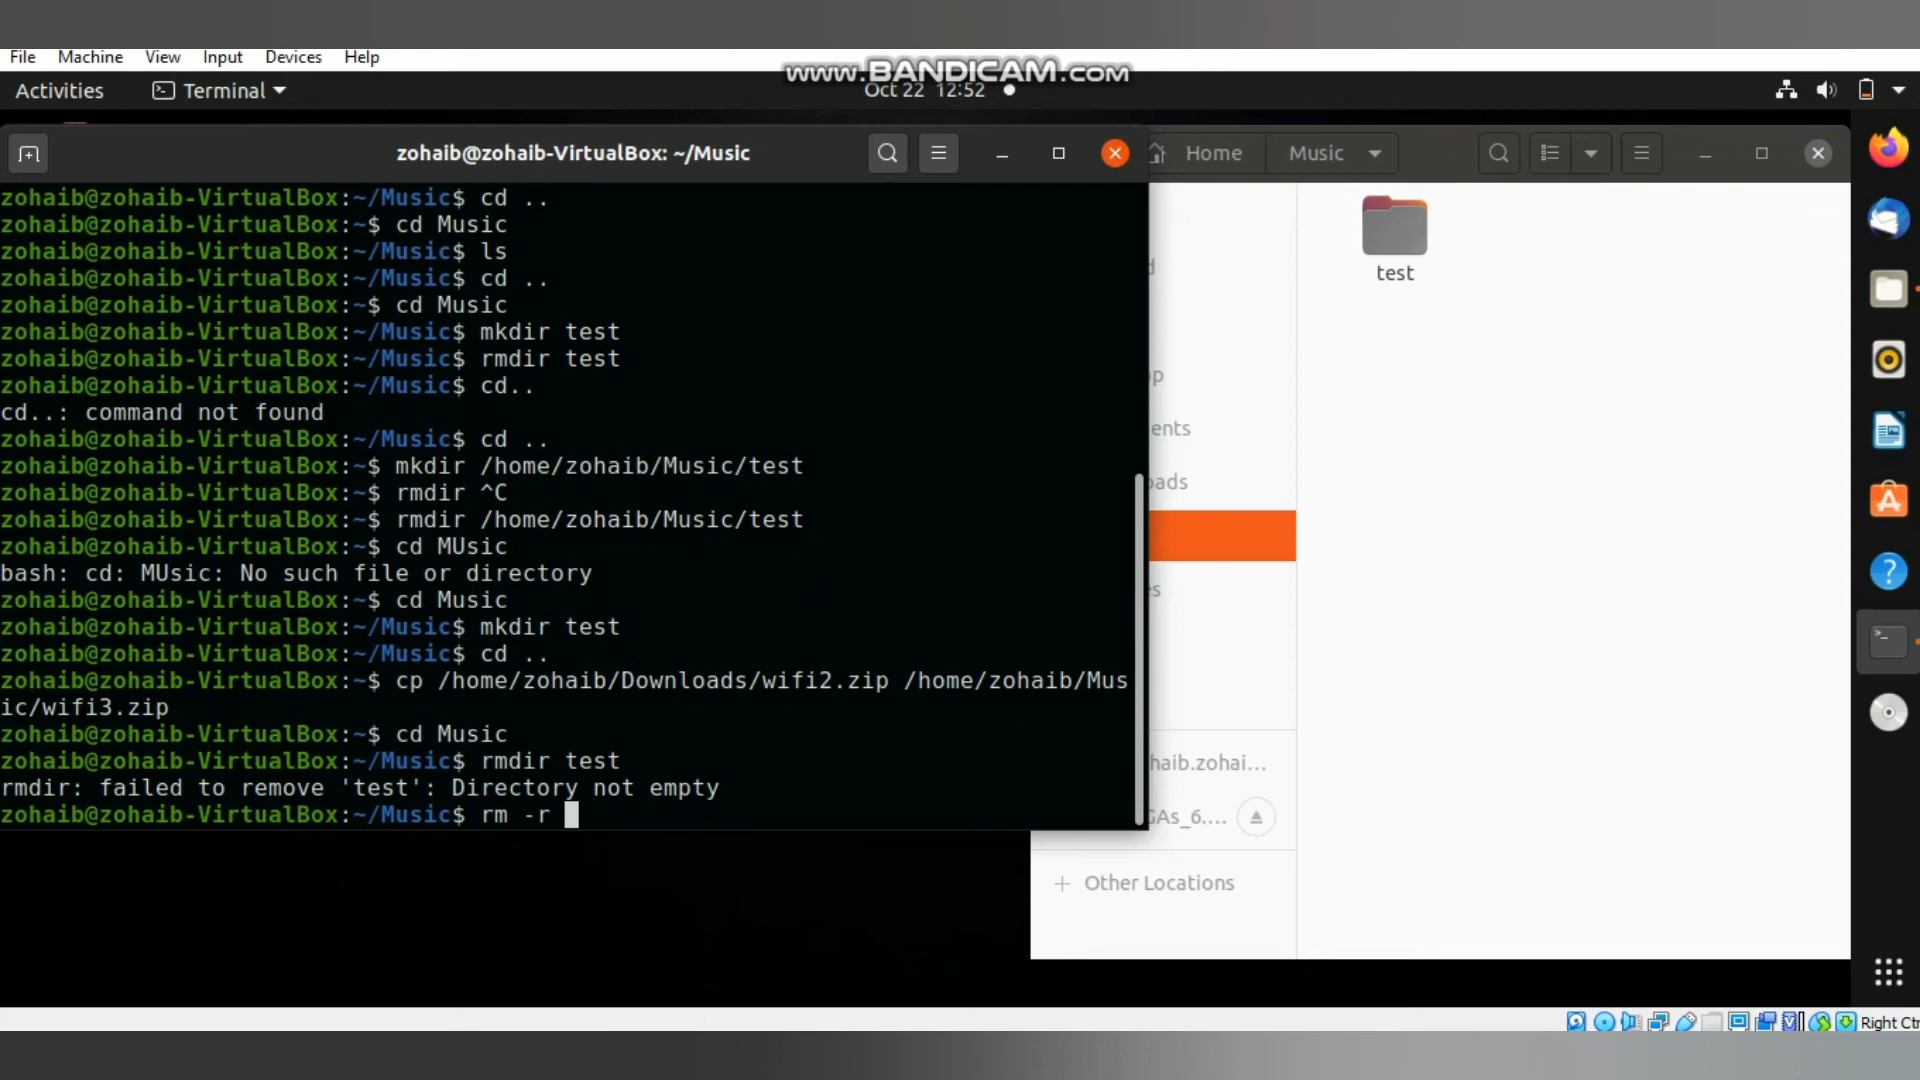 File Machine View Input Devices Help
www.BANDICAM.com
Activities Terminal Oct 22 12:52
zohaib@zohaib-VirtualBox: ~/Music
Home Music
zohaib@zohaib-VirtualBox:~/Music$ cd ..
zohaib@zohaib-VirtualBox:~$ cd Music
zohaib@zohaib-VirtualBox:~/Music$ ls
zohaib@zohaib-VirtualBox:~/Music$ cd ..
zohaib@zohaib-VirtualBox:~$ cd Music
zohaib@zohaib-VirtualBox:~/Music$ mkdir test
zohaib@zohaib-VirtualBox:~/Music$ rmdir test
zohaib@zohaib-VirtualBox:~/Music$ cd..
cd..: command not found
zohaib@zohaib-VirtualBox:~/Music$ cd ..
zohaib@zohaib-VirtualBox:~$ mkdir /home/zohaib/Music/test
zohaib@zohaib-VirtualBox:~$ rmdir ^C
zohaib@zohaib-VirtualBox:~$ rmdir /home/zohaib/Music/test
zohaib@zohaib-VirtualBox:~$ cd MUsic
bash: cd: MUsic: No such file or directory
zohaib@zohaib-VirtualBox:~$ cd Music
zohaib@zohaib-VirtualBox:~/Music$ mkdir test
zohaib@zohaib-VirtualBox:~/Music$ cd ..
zohaib@zohaib-VirtualBox:~$ cp /home/zohaib/Downloads/wifi2.zip /home/zohaib/Mus
ic/wifi3.zip
zohaib@zohaib-VirtualBox:~$ cd Music
zohaib@zohaib-VirtualBox:~/Music$ rmdir test
rmdir: failed to remove 'test': Directory not empty
zohaib@zohaib-VirtualBox:~/Music$ rm -r
test
d
p
ents
oads
es
haib.zohai...
GAs_6....
+ Other Locations
Right Ctr